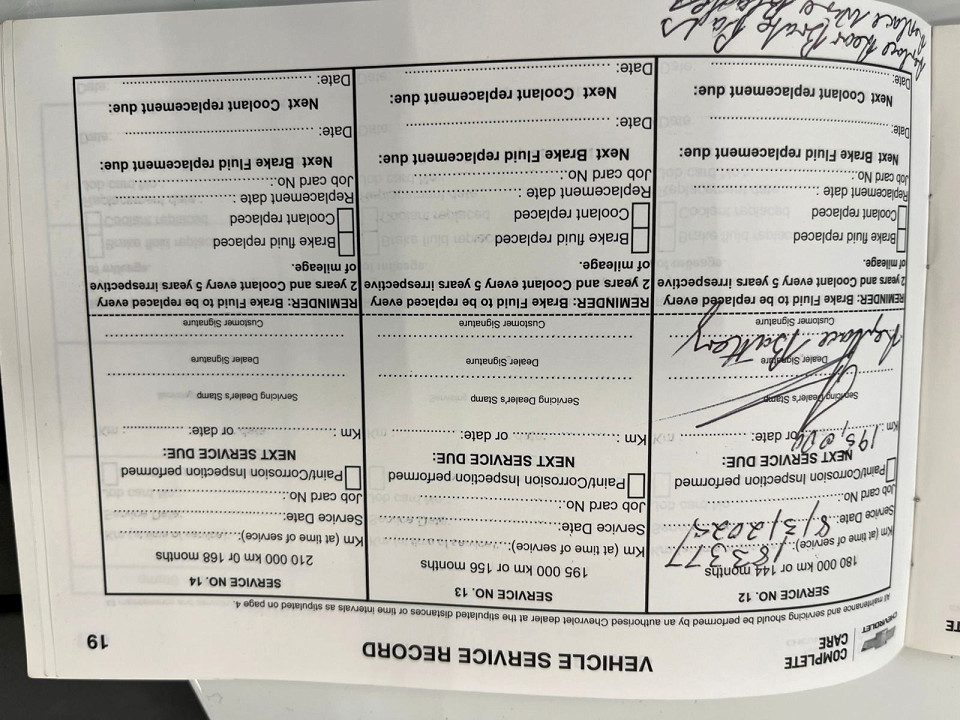 COMPLETE
CARE
CHEVROLET
VEHICLE SERVICE RECORD
19
All maintenance and servicing should be performed by an authorised Chevrolet dealer at the stipulated distances or time intervals as stipulated on page 4.
SERVICE NO. 12
180 000 km or 144 months
Km (at time of service): 183377
Service Date: 8/3/2025
Job card No.:
Paint/Corrosion Inspection performed
NEXT SERVICE DUE:
Km : or date:
Servicing Dealer's Stamp
Dealer Signature
Replace Battery
Customer Signature
REMINDER: Brake Fluid to be replaced every
2 years and Coolant every 5 years irrespective
of mileage.
Brake fluid replaced
Coolant replaced
Replacement date :
Job card No.:
Next Brake Fluid replacement due:
Date:
Next Coolant replacement due:
Date:
Replace Rear Brake Pads
Replace Blades
SERVICE NO. 13
195 000 km or 156 months
Km (at time of service):
Service Date:
Job card No.:
Paint/Corrosion Inspection performed
NEXT SERVICE DUE:
Km : or date:
Servicing Dealer's Stamp
Dealer Signature
Customer Signature
REMINDER: Brake Fluid to be replaced every
2 years and Coolant every 5 years irrespective
of mileage.
Brake fluid replaced
Coolant replaced
Replacement date :
Job card No.:
Next Brake Fluid replacement due:
Date:
Next Coolant replacement due:
Date:
SERVICE NO. 14
210 000 km 0r 168 months
Km (at time of service):
Service Date:
Job card No.:
Paint/Corrosion Inspection performed
NEXT SERVICE DUE:
Km : or date:
Servicing Dealer's Stamp
Dealer Signature
Customer Signature
REMINDER: Brake Fluid to be replaced every
2 years and Coolant every 5 years irrespective
of mileage.
Brake fluid replaced
Coolant replaced
Replacement date :
Job card No.:
Next Brake Fluid replacement due:
Date:
Next Coolant replacement due:
Date: